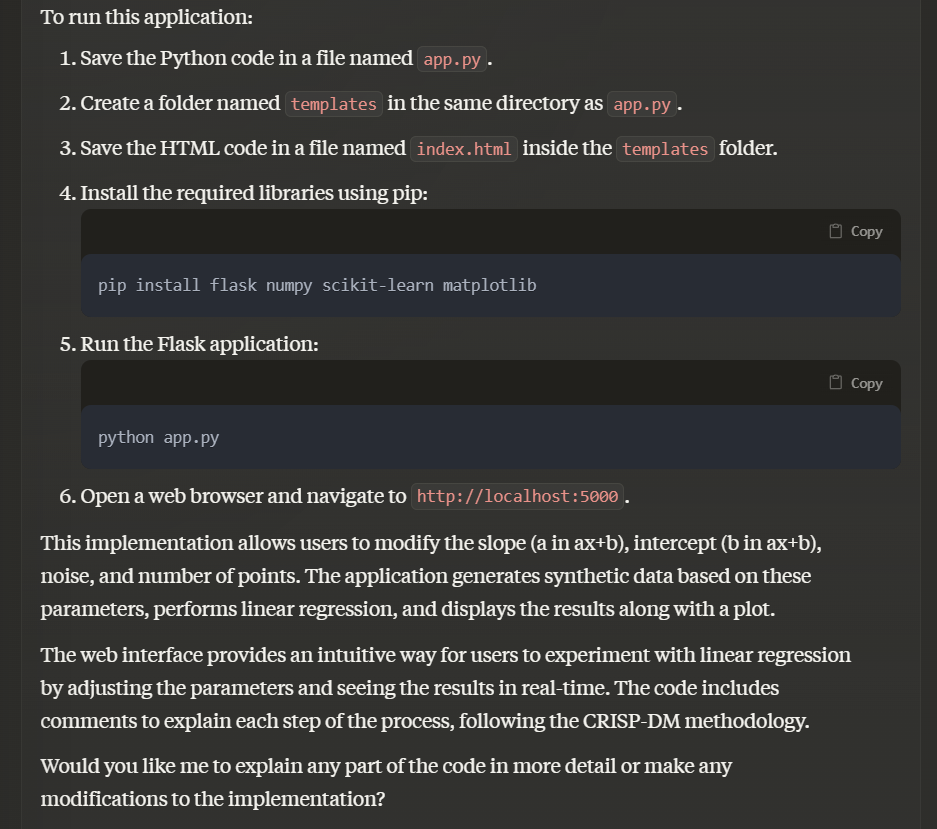 To run this application:
1. Save the Python code in a file named app.py.
2. Create a folder named templates in the same directory as app.py.
3. Save the HTML code in a file named index.html inside the templates folder.
4. Install the required libraries using pip:
Copy
pip install flask numpy scikit-learn matplotlib
5. Run the Flask application:
Copy
python app.py
6. Open a web browser and navigate to http://localhost:5000.
This implementation allows users to modify the slope (a in ax+b), intercept (b in ax+b),
noise, and number of points. The application generates synthetic data based on these
parameters, performs linear regression, and displays the results along with a plot.
The web interface provides an intuitive way for users to experiment with linear regression
by adjusting the parameters and seeing the results in real-time. The code includes
comments to explain each step of the process, following the CRISP-DM methodology.
Would you like me to explain any part of the code in more detail or make any
modifications to the implementation?